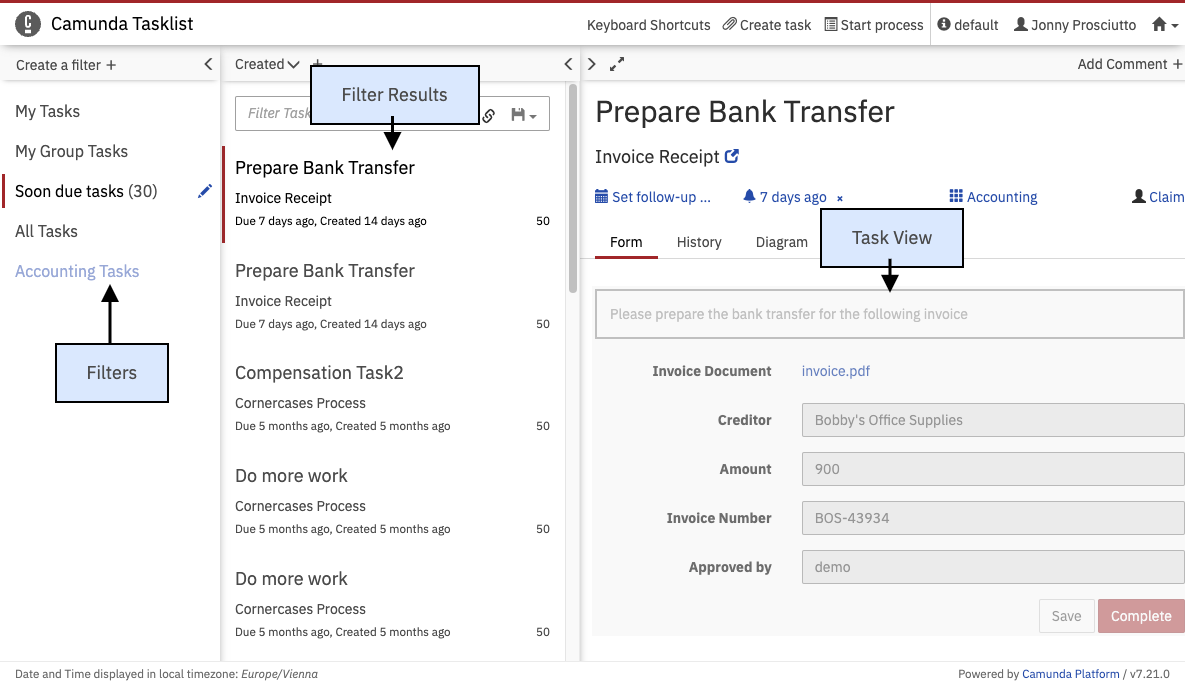 Camunda Tasklist
Keyboard Shortcuts Create task Start process default Jonny Prosciutto
Create a filter +
My Tasks
My Group Tasks
Soon due tasks (30)
All Tasks
Accounting Tasks
Filters
Created +
Filter Task
Filter Results
Prepare Bank Transfer
Invoice Receipt
Due 7 days ago, Created 14 days ago 50
Prepare Bank Transfer
Invoice Receipt
Due 7 days ago, Created 14 days ago 50
Compensation Task2
Cornercases Process
Due 5 months ago, Created 5 months ago 50
Do more work
Cornercases Process
Due 5 months ago, Created 5 months ago 50
Do more work
Cornercases Process
Due 5 months ago, Created 5 months ago 50
Add Comment +
Prepare Bank Transfer
Invoice Receipt
Set follow-up ... 7 days ago × Accounting Claim
Form History Diagram
Task View
Please prepare the bank transfer for the following invoice
Invoice Document invoice.pdf
Creditor Bobby's Office Supplies
Amount 900
Invoice Number BOS-43934
Approved by demo
Save Complete
Date and Time displayed in local timezone: Europe/Vienna
Powered by Camunda Platform / v7.21.0